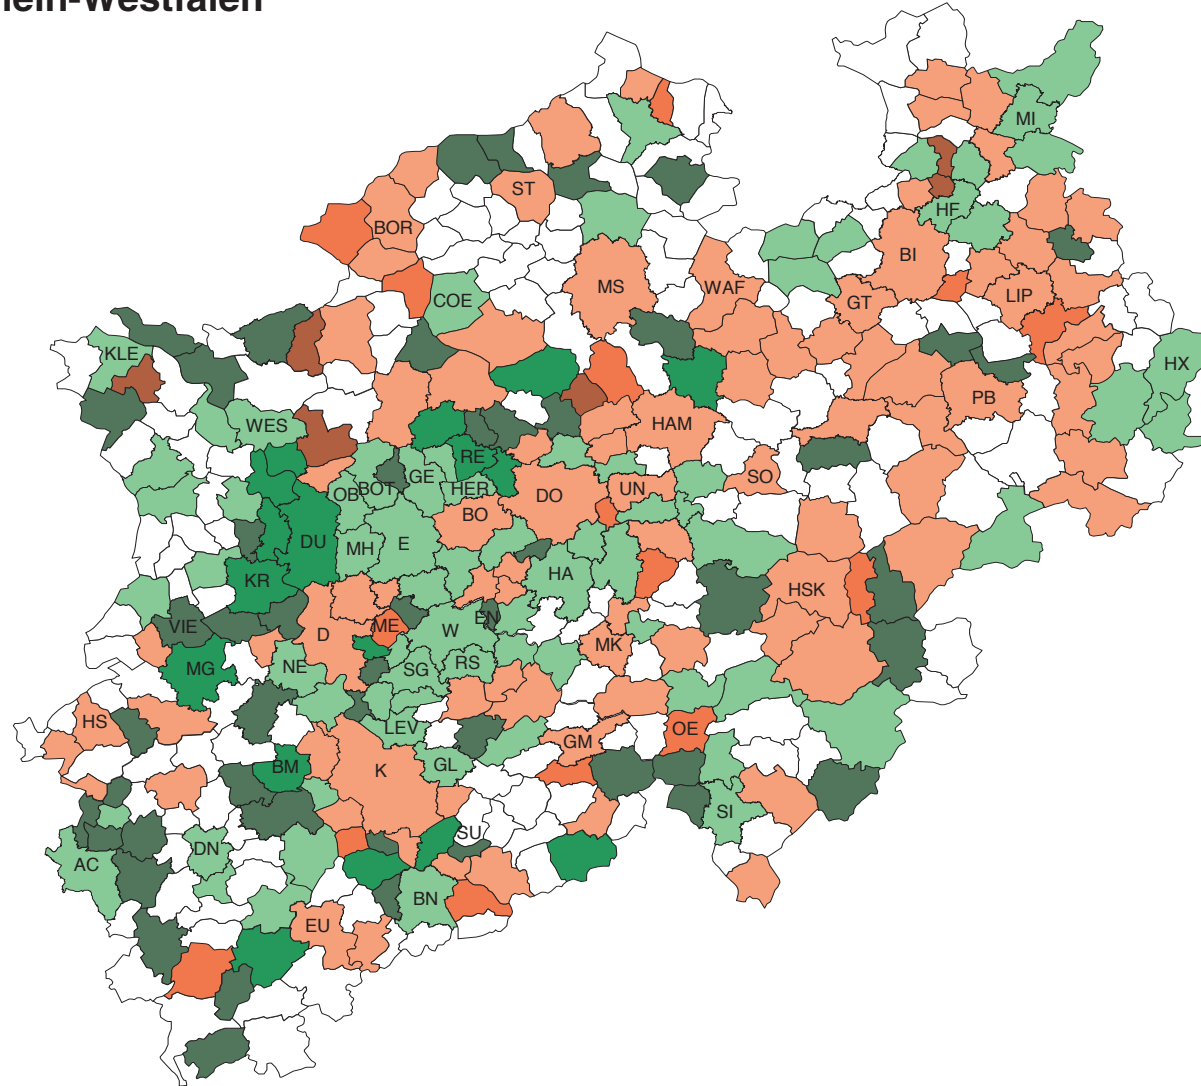 hein-Westfalen
MI
ST
HF
BOR
BI
MS
WAF
LIP
COE
GT
KLE
HX
PB
WES
HAM
RE
GE
SO
OB
BOT
HER
UN
DO
BO
DU
MH
E
HA
KR
HSK
EN
VIE
ME
W
D
MK
RS
MG
NE
SG
HS
LEV
OE
GM
BM
K
GL
SI
SU
DN
AC
BN
EU